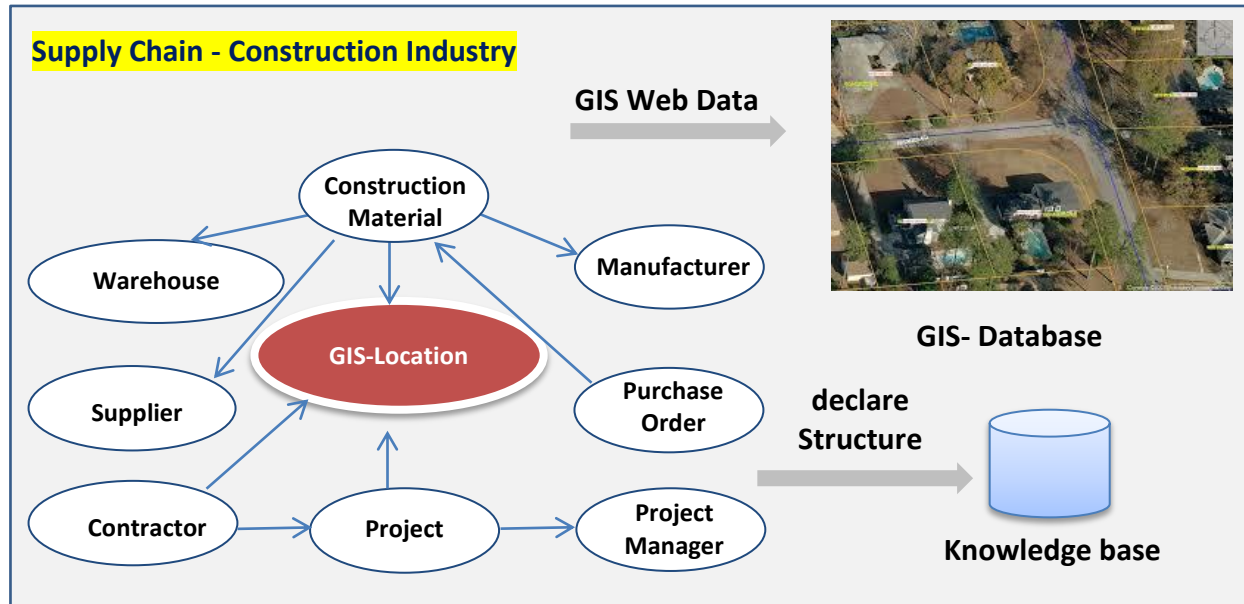 Supply Chain - Construction Industry
GIS Web Data
Construction
Material
Warehouse
Manufacturer
GIS-Location
GIS- Database
Supplier
Purchase
Order
declare
Structure
Contractor
Project
Project
Manager
Knowledge base